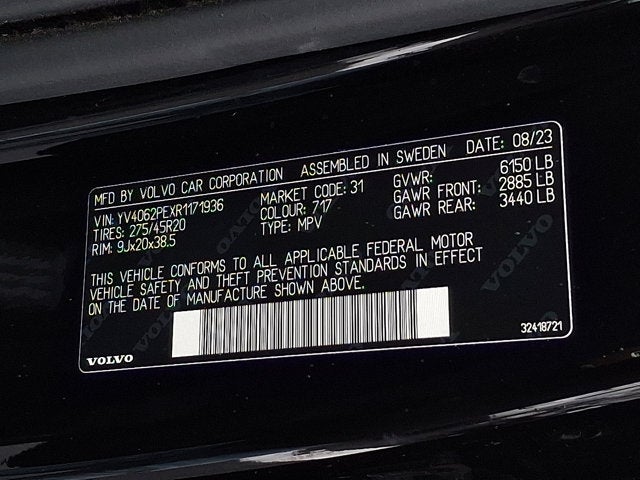 MFD BY VOLVO CAR CORPORATION ASSEMBLED IN SWEDEN DATE: 08/23
VIN: YV4062PEXR1171936 MARKET CODE: 31 GVWR: 6150 LB
TIRES: 275/45R20 COLOUR: 717 GAWR FRONT: 2885 LB
RIM: 9Jx20x38.5 TYPE: MPV GAWR REAR: 3440 LB
THIS VEHICLE CONFORMS TO ALL APPLICABLE FEDERAL MOTOR
VEHICLE SAFETY AND THEFT PREVENTION STANDARDS IN EFFECT
ON THE DATE OF MANUFACTURE SHOWN ABOVE.
VOLVO 32418721